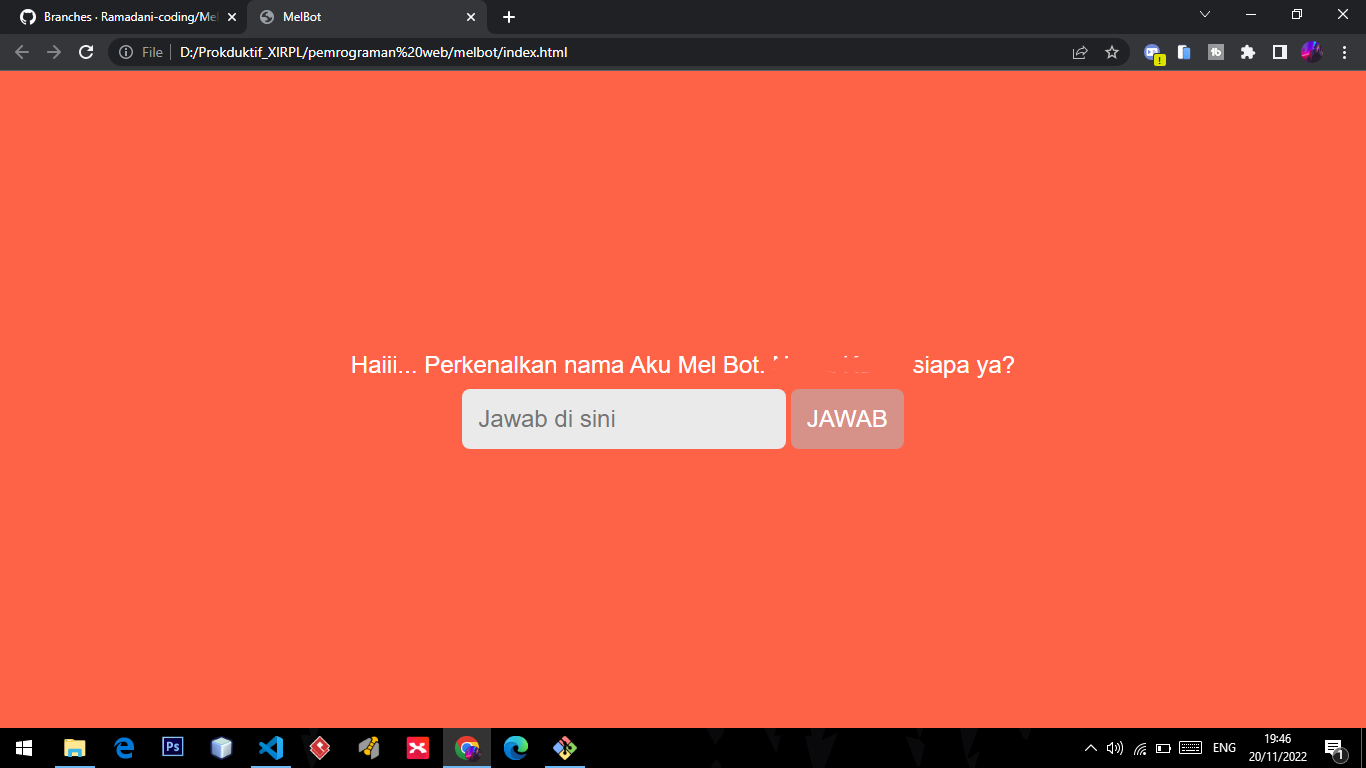 Branches · Ramadani-coding/Mel
MelBot
File
D:/Prokduktif_XIRPL/pemrograman%20web/melbot/index.html
Haiii... Perkenalkan nama Aku Mel Bot. siapa ya?
Jawab di sini
JAWAB
Ps
ENG
19:46
20/11/2022
1